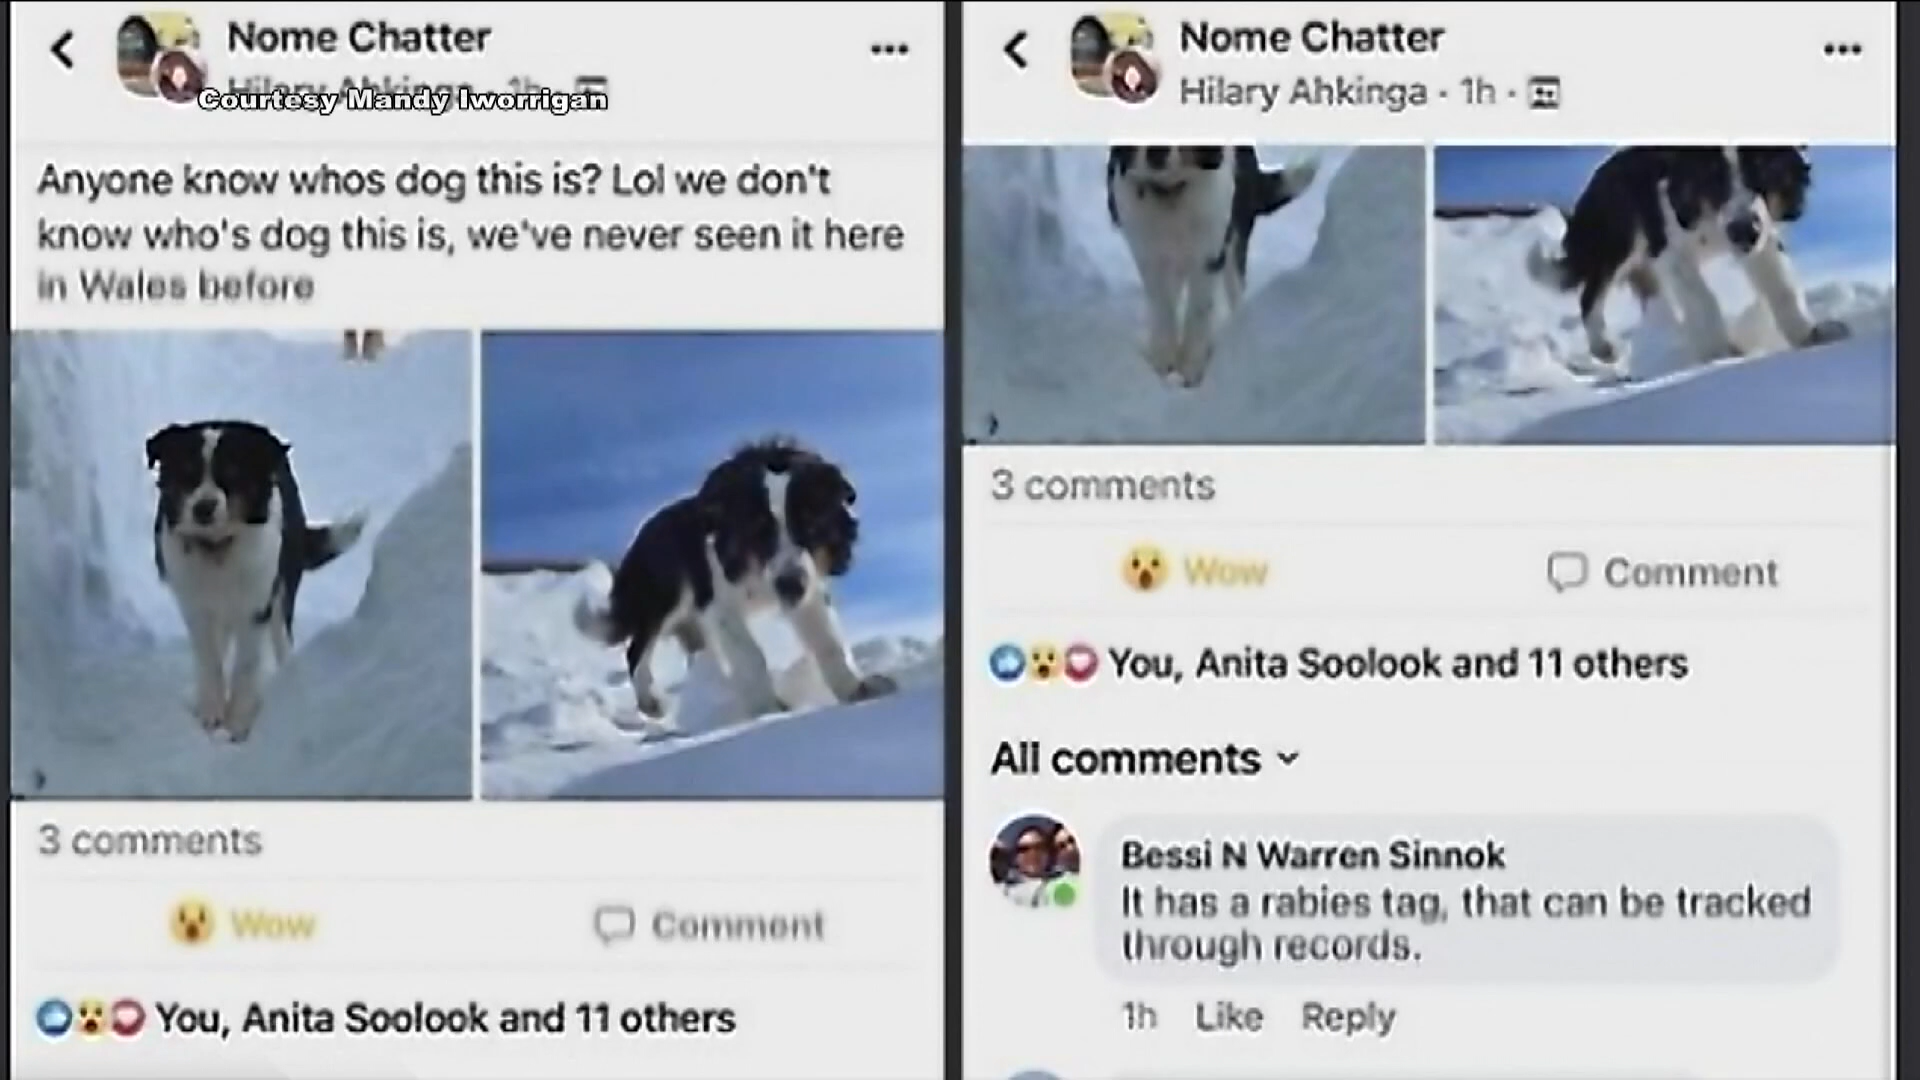 Nome Chatter
Hilary Ahkinga · 1h ·
Courtesy Mandy Iworrigan
Anyone know whos dog this is? Lol we don't
know who's dog this is, we've never seen it here
in Wales before
3 comments
Wow
Comment
You, Anita Soolook and 11 others
Nome Chatter
Hilary Ahkinga · 1h ·
3 comments
Wow
Comment
You, Anita Soolook and 11 others
All comments
Bessi N Warren Sinnok
It has a rabies tag, that can be tracked
through records.
1h Like Reply